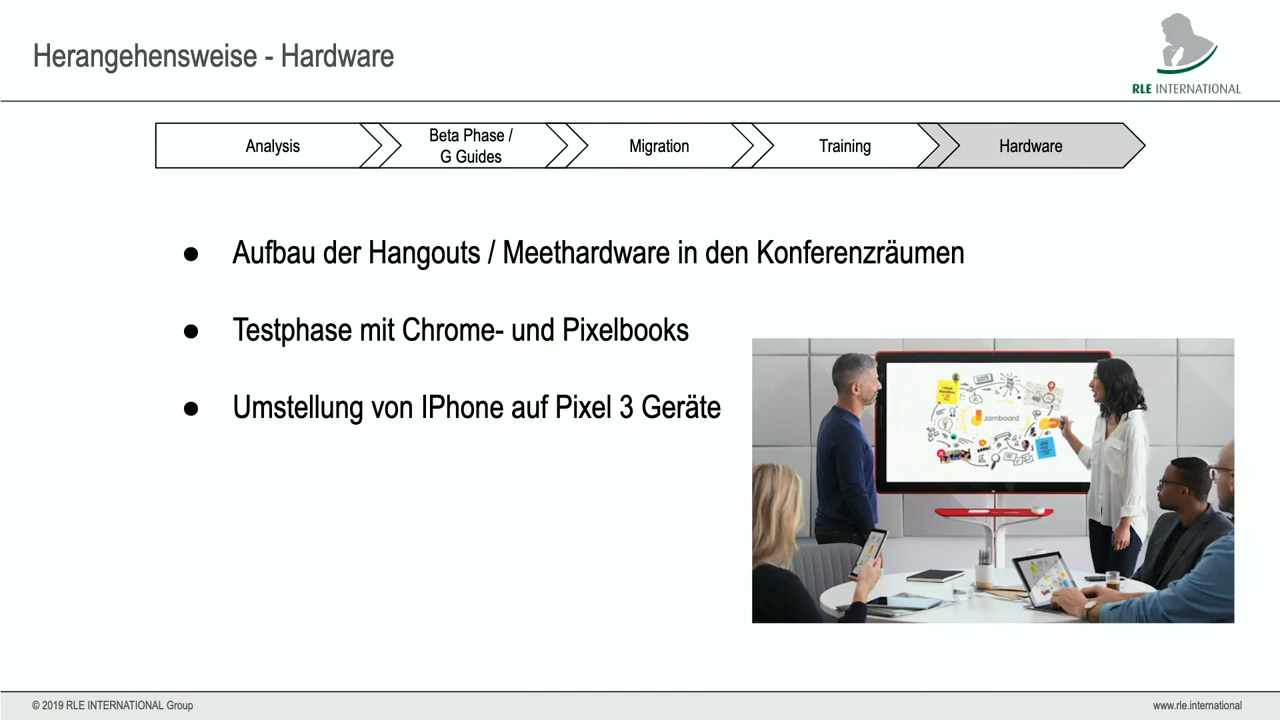 Herangehensweise - Hardware
RLE INTERNATIONAL
Analysis
Beta Phase /
G Guides
Migration
Training
Hardware
● Aufbau der Hangouts / Meethardware in den Konferenzräumen
● Testphase mit Chrome- und Pixelbooks
● Umstellung von IPhone auf Pixel 3 Geräte
Jamboard
© 2019 RLE INTERNATIONAL Group
www.rle.international